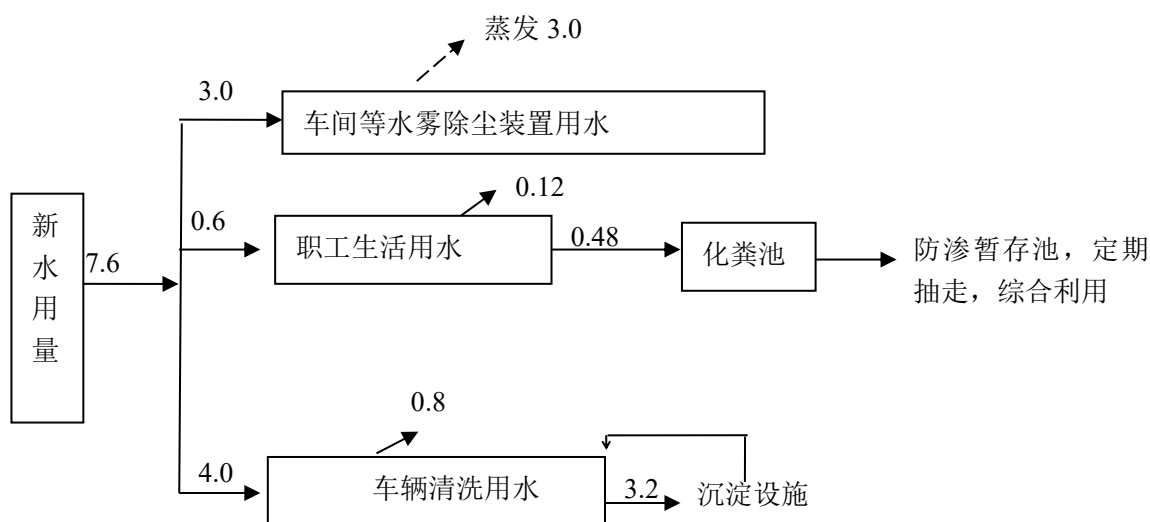 蒸发 3.0
3.0
车间等水雾除尘装置用水
新
水
用
量
7.6
0.6
职工生活用水
0.12
0.48
化粪池
防渗暂存池，定期
抽走，综合利用
0.8
4.0
车辆清洗用水
3.2
沉淀设施